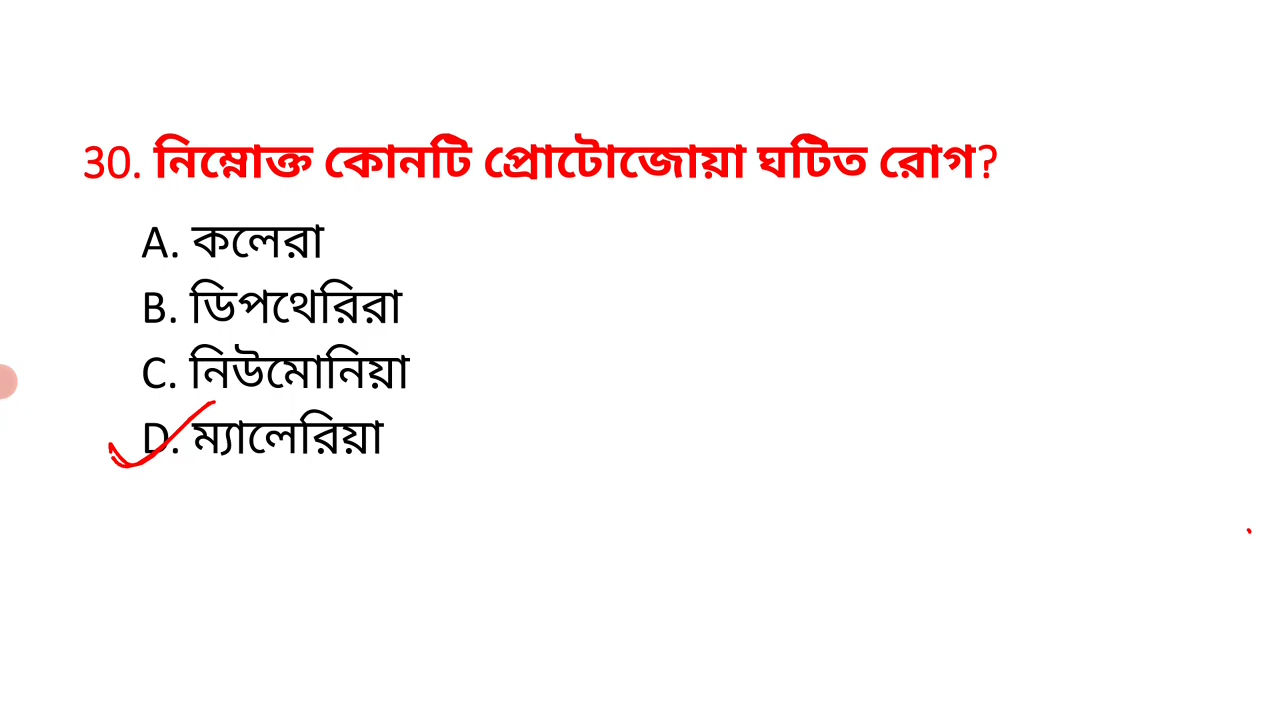 30. নিম্নোক্ত কোনটি প্রোটোজোয়া ঘটিত রোগ?
A. কলেরা
B. ডিপথেরিরা
C. নিউমোনিয়া
D. ম্যালেরিয়া